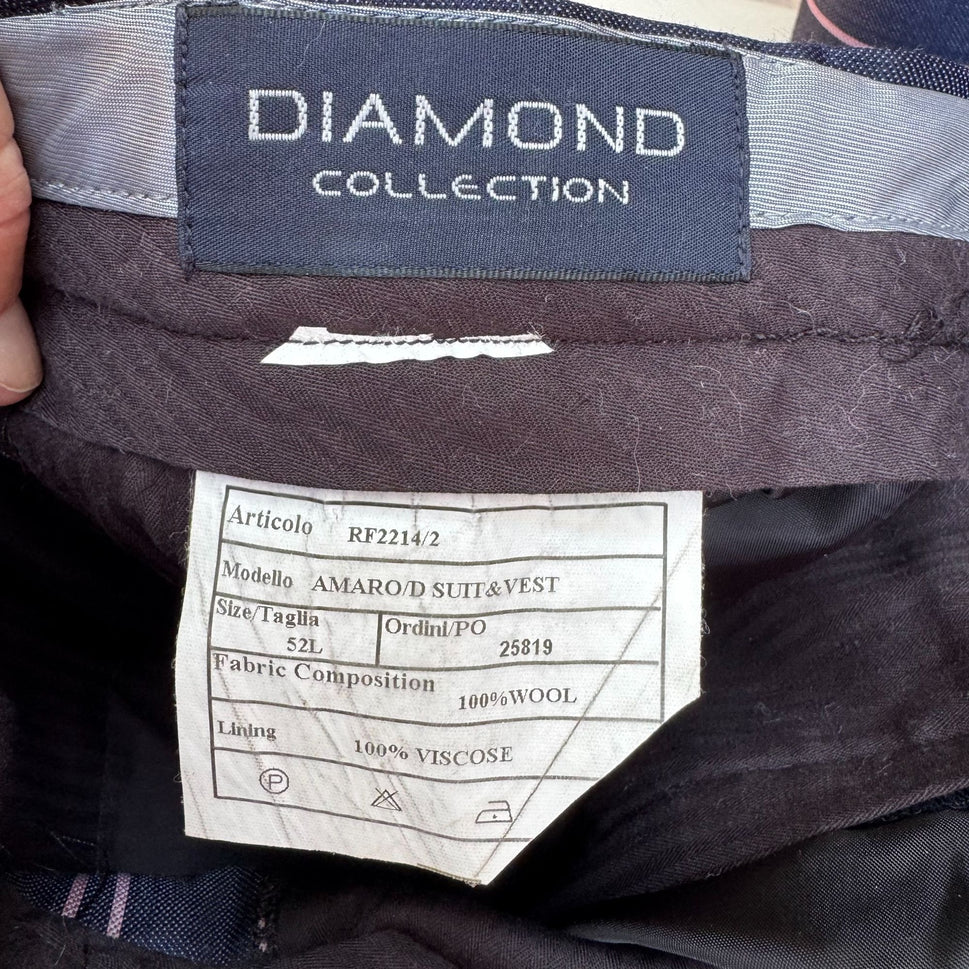 DIAMOND
COLLECTION
Articolo RF2214/2
Modello AMARO/D SUIT&VEST
Size/Taglia 52L Ordini/PO 25819
Fabric Composition 100%WOOL
Lining 100% VISCOSE
P